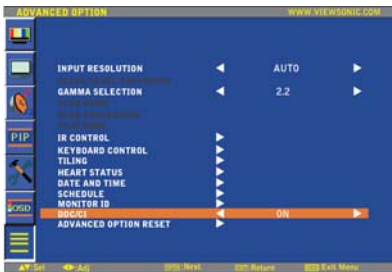 ADVANCED OPTION WWW.VIEWSONIC.COM
INPUT RESOLUTION AUTO
GAMMA SELECTION 2.2
IR CONTROL
PIP
KEYBOARD CONTROL
TILING
HEART STATUS
DATE AND TIME
SCHEDULE
MONITOR ID
OSD
DDC/CI ON
ADVANCED OPTION RESET
Sel Adj Next Return Exit Menu